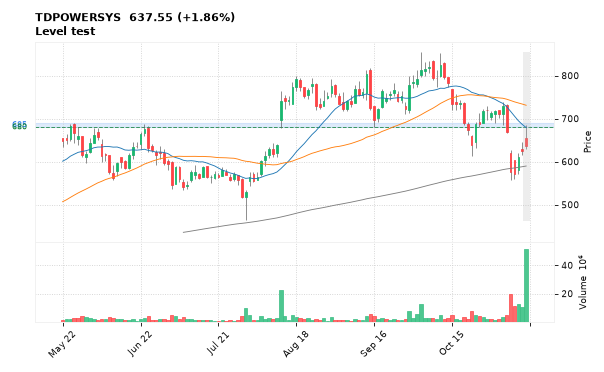 TDPOWERSYS 637.55 (+1.86%)
Level test
800
700
685
680
600
500
Price
40
20
Volume 10⁴
May 22
Jun 22
Jul 21
Aug 18
Sep 16
Oct 15